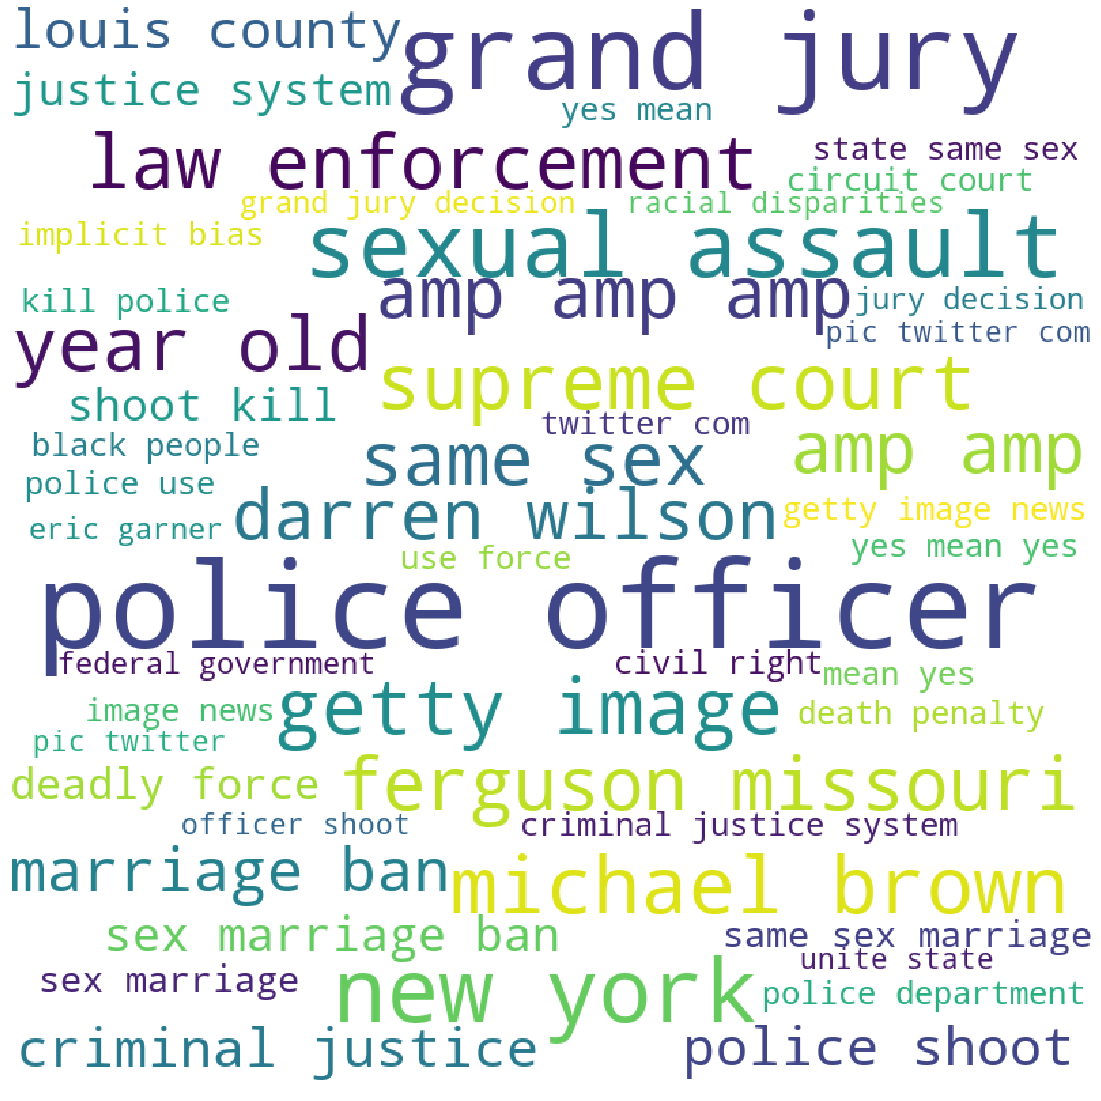 louis county
grand jury
justice system
yes mean
law enforcement
state same sex
circuit court
grand jury decision
racial disparities
implicit bias
sexual assault
kill police
amp amp amp
jury decision
year old
pic twitter com
supreme court
shoot kill
twitter com
black people
same sex
amp amp
police use
darren wilson
getty image news
eric garner
use force
yes mean yes
police officer
federal government
civil right
mean yes
image news
getty image
death penalty
pic twitter
deadly force
ferguson missouri
officer shoot
criminal justice system
marriage ban
michael brown
sex marriage ban
same sex marriage
unite state
sex marriage
new york
police department
criminal justice
police shoot